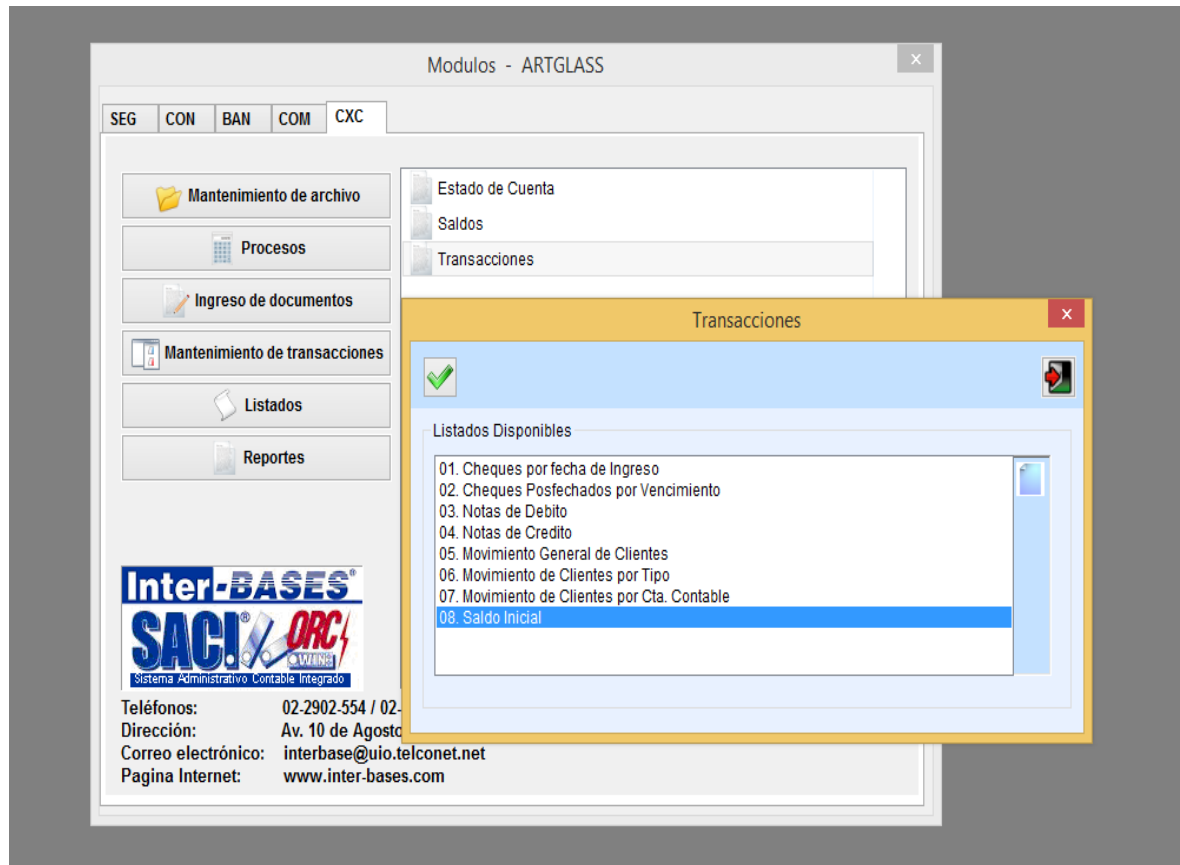 Modulos - ARTGLASS
x
SEG CON BAN COM CXC
Mantenimiento de archivo
Procesos
Ingreso de documentos
Mantenimiento de transacciones
Listados
Reportes
Estado de Cuenta
Saldos
Transacciones
Transacciones
x
Listados Disponibles
01. Cheques por fecha de Ingreso
02. Cheques Posfechados por Vencimiento
03. Notas de Debito
04. Notas de Credito
05. Movimiento General de Clientes
06. Movimiento de Clientes por Tipo
07. Movimiento de Clientes por Cta. Contable
08. Saldo Inicial
Inter-BASES®
SACI® ORC
WIN
Sistema Administrativo Contable Integrado
Teléfonos: 02-2902-554 / 02-
Dirección: Av. 10 de Agosto
Correo electrónico: interbase@uio.telconet.net
Pagina Internet: www.inter-bases.com